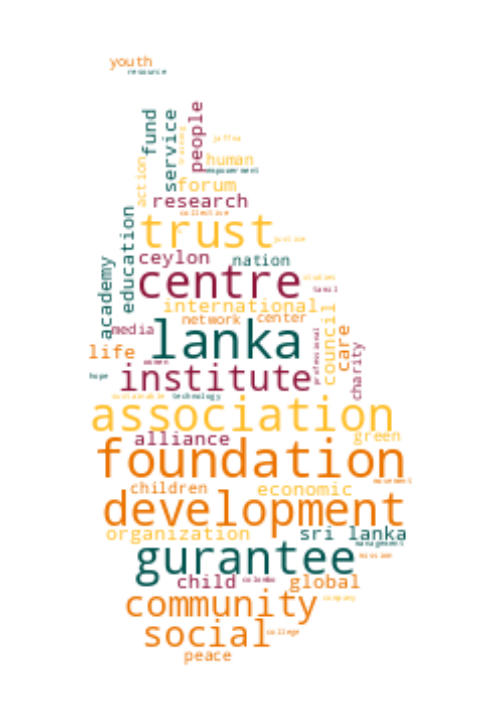 youth
resource
fund
service
people
training
jaffna
action
human
empowerment
forum
research
collective
education
trust
justice
ceylon
nation
academy
centre
studies
tamil
international
network
center
council
media
lanka
professional
care
life
women
charity
hope
institute
sustainable
technology
association
alliance
green
foundation
movement
children
economic
development
organization
sri lanka
management
gurantee
mission
child
colombo
global
community
company
social
college
peace